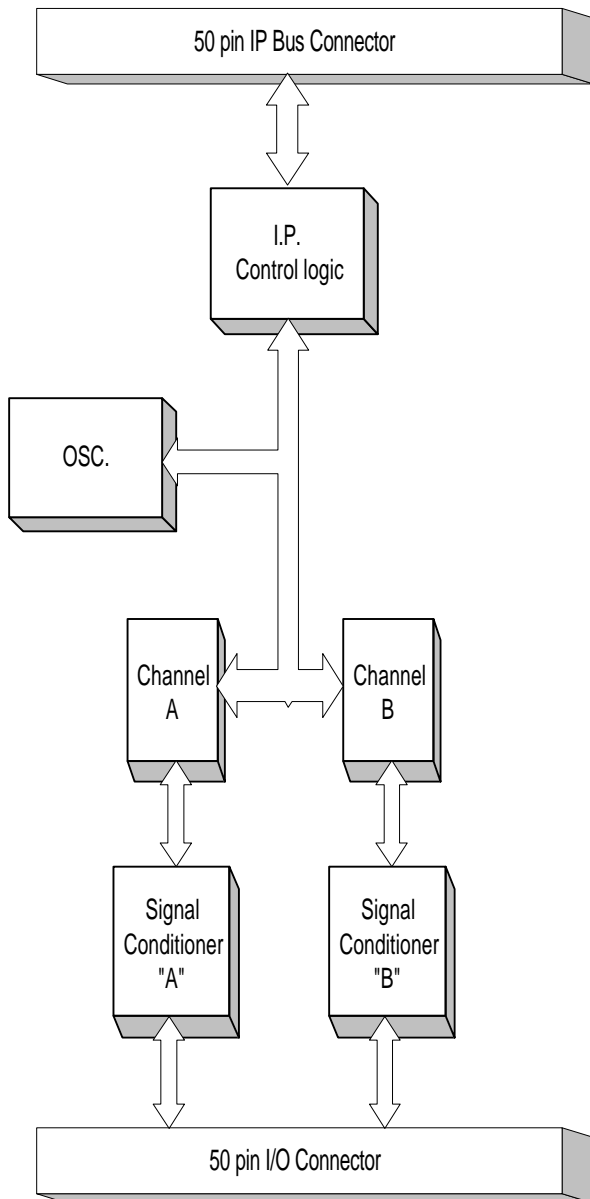 50 pin IP Bus Connector
I.P.
Control logic
OSC.
Channel
A
Channel
B
Signal
Conditioner
"A"
Signal
Conditioner
"B"
50 pin I/O Connector